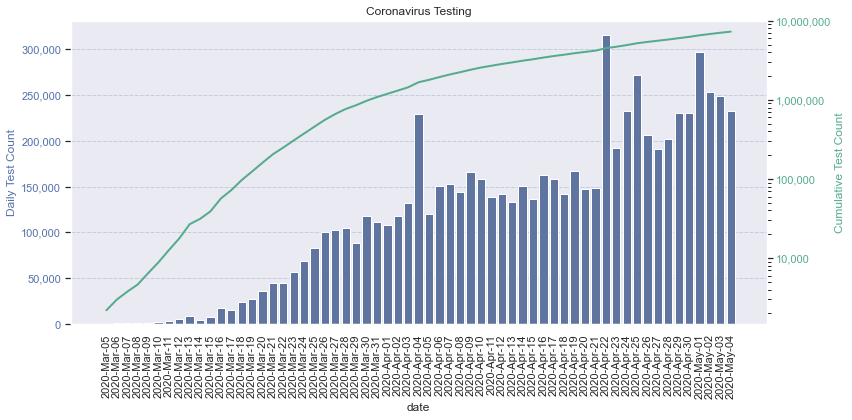 Coronavirus Testing
Daily Test Count
300,000
250,000
200,000
150,000
100,000
50,000
0
10,000,000
1,000,000
100,000
10,000
Cumulative Test Count
2020-Mar-05
2020-Mar-06
2020-Mar-07
2020-Mar-08
2020-Mar-09
2020-Mar-10
2020-Mar-11
2020-Mar-12
2020-Mar-13
2020-Mar-14
2020-Mar-15
2020-Mar-16
2020-Mar-17
2020-Mar-18
2020-Mar-19
2020-Mar-20
2020-Mar-21
2020-Mar-22
2020-Mar-23
2020-Mar-24
2020-Mar-25
2020-Mar-26
2020-Mar-27
2020-Mar-28
2020-Mar-29
2020-Mar-30
2020-Mar-31
2020-Apr-01
2020-Apr-02
2020-Apr-03
2020-Apr-04
2020-Apr-05
2020-Apr-06
2020-Apr-07
2020-Apr-08
2020-Apr-09
2020-Apr-10
2020-Apr-11
2020-Apr-12
2020-Apr-13
2020-Apr-14
2020-Apr-15
2020-Apr-16
2020-Apr-17
2020-Apr-18
2020-Apr-19
2020-Apr-20
2020-Apr-21
2020-Apr-22
2020-Apr-23
2020-Apr-24
2020-Apr-25
2020-Apr-26
2020-Apr-27
2020-Apr-28
2020-Apr-29
2020-Apr-30
2020-May-01
2020-May-02
2020-May-03
2020-May-04
date